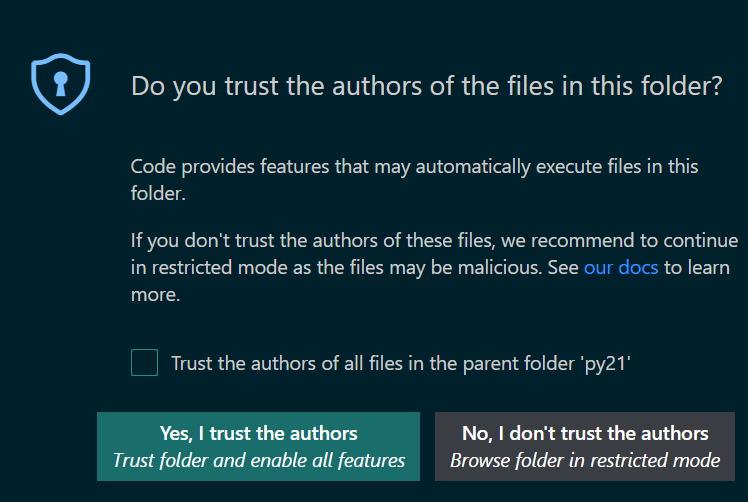 Do you trust the authors of the files in this folder?
Code provides features that may automatically execute files in this
folder.
If you don't trust the authors of these files, we recommend to continue
in restricted mode as the files may be malicious. See our docs to learn
more.
Trust the authors of all files in the parent folder 'py21'
Yes, I trust the authors
Trust folder and enable all features
No, I don't trust the authors
Browse folder in restricted mode